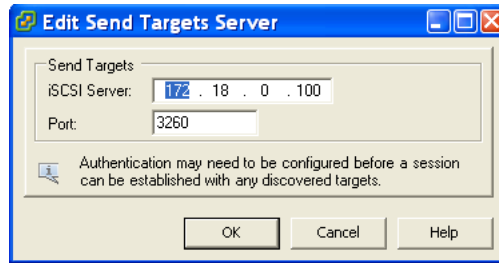 Edit Send Targets Server
Send Targets
iSCSI Server: 172 . 18 . 0 . 100
Port: 3260
Authentication may need to be configured before a session
can be established with any discovered targets.
OK Cancel Help